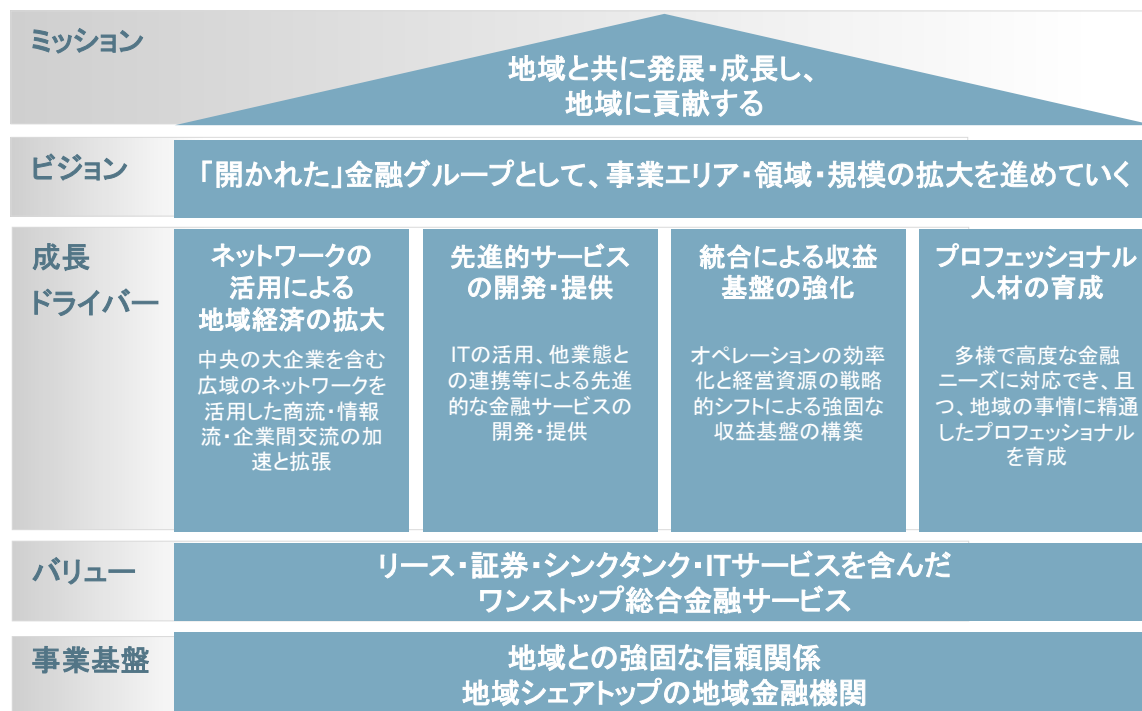 ミッション
地域と共に発展・成長し、
地域に貢献する
ビジョン
「開かれた」金融グループとして、事業エリア・領域・規模の拡大を進めていく
成長
ドライバー
ネットワークの
活用による
地域経済の拡大
中央の大企業を含む
広域のネットワークを
活用した商流・情報
流・企業間交流の加
速と拡張
先進的サービス
の開発・提供
ITの活用、他業態と
の連携等による先進
的な金融サービスの
開発・提供
統合による収益
基盤の強化
オペレーションの効率
化と経営資源の戦略
的シフトによる強固な
収益基盤の構築
プロフェッショナル
人材の育成
多様で高度な金融
ニーズに対応でき、且
つ、地域の事情に精通
したプロフェッショナル
を育成
バリュー
リース・証券・シンクタンク・ITサービスを含んだ
ワンストップ総合金融サービス
事業基盤
地域との強固な信頼関係
地域シェアトップの地域金融機関